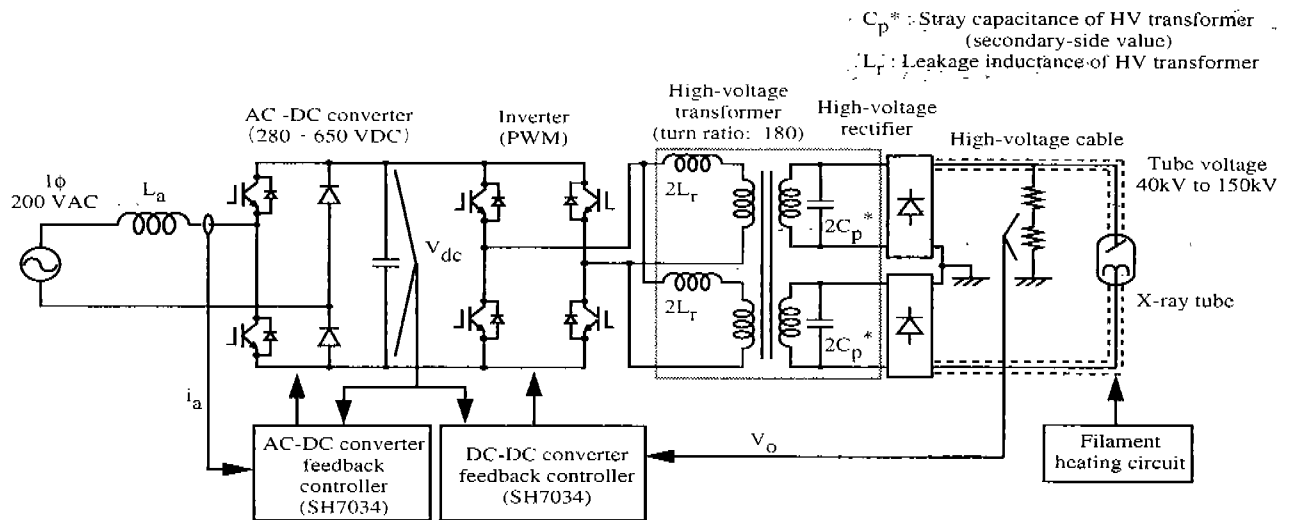 Cp* : Stray capacitance of HV transformer
(secondary-side value)
Lr : Leakage inductance of HV transformer
High-voltage
transformer
(turn ratio: 180)
High-voltage
rectifier
AC -DC converter
(280 - 650 VDC)
Inverter
(PWM)
High-voltage cable
Tube voltage
40kV to 150kV
1ϕ
200 VAC
La
Vdc
2Lr
2Cp*
2Lr
2Cp*
X-ray tube
ia
Vo
AC-DC converter
feedback
controller
(SH7034)
DC-DC converter
feedback controller
(SH7034)
Filament
heating circuit